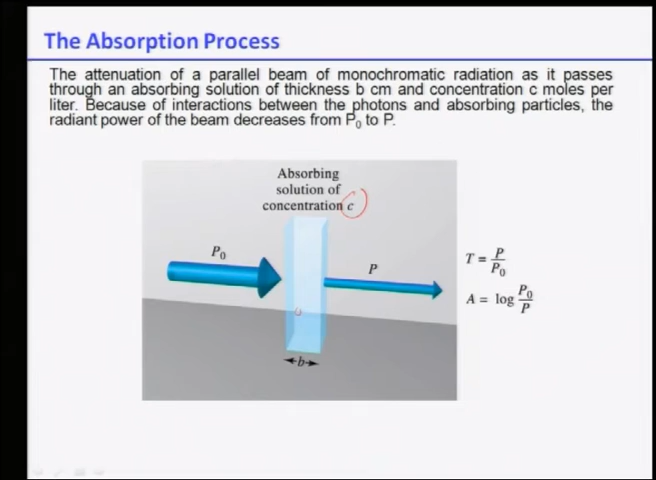 The Absorption Process
The attenuation of a parallel beam of monochromatic radiation as it passes
through an absorbing solution of thickness b cm and concentration c moles per
liter. Because of interactions between the photons and absorbing particles, the
radiant power of the beam decreases from P₀ to P.
Absorbing
solution of
concentration c
P₀
P
b
T = P/P₀
A = log P₀/P